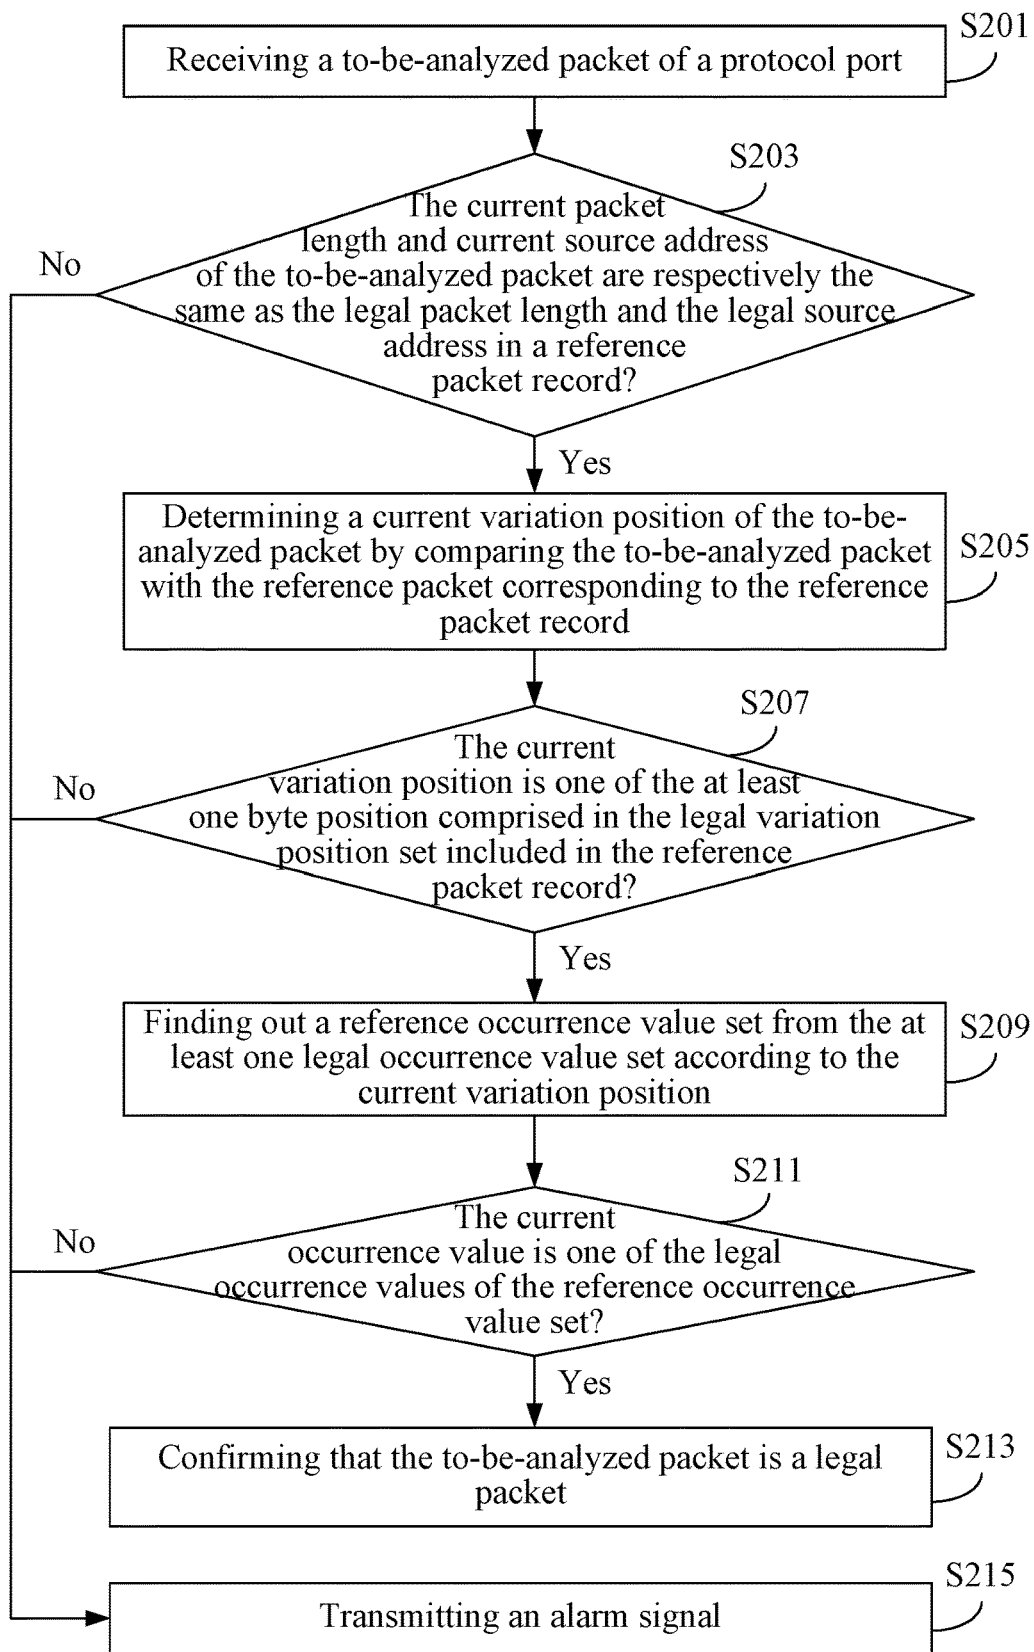 S201
Receiving a to-be-analyzed packet of a protocol port
S203
The current packet
length and current source address
of the to-be-analyzed packet are respectively the
same as the legal packet length and the legal source
address in a reference
packet record?
No
Yes
Determining a current variation position of the to-be-
analyzed packet by comparing the to-be-analyzed packet
with the reference packet corresponding to the reference
packet record
S205
S207
The current
variation position is one of the at least
one byte position comprised in the legal variation
position set included in the reference
packet record?
No
Yes
Finding out a reference occurrence value set from the at
least one legal occurrence value set according to the
current variation position
S209
S211
The current
occurrence value is one of the legal
occurrence values of the reference occurrence
value set?
No
Yes
Confirming that the to-be-analyzed packet is a legal
packet
S213
S215
Transmitting an alarm signal